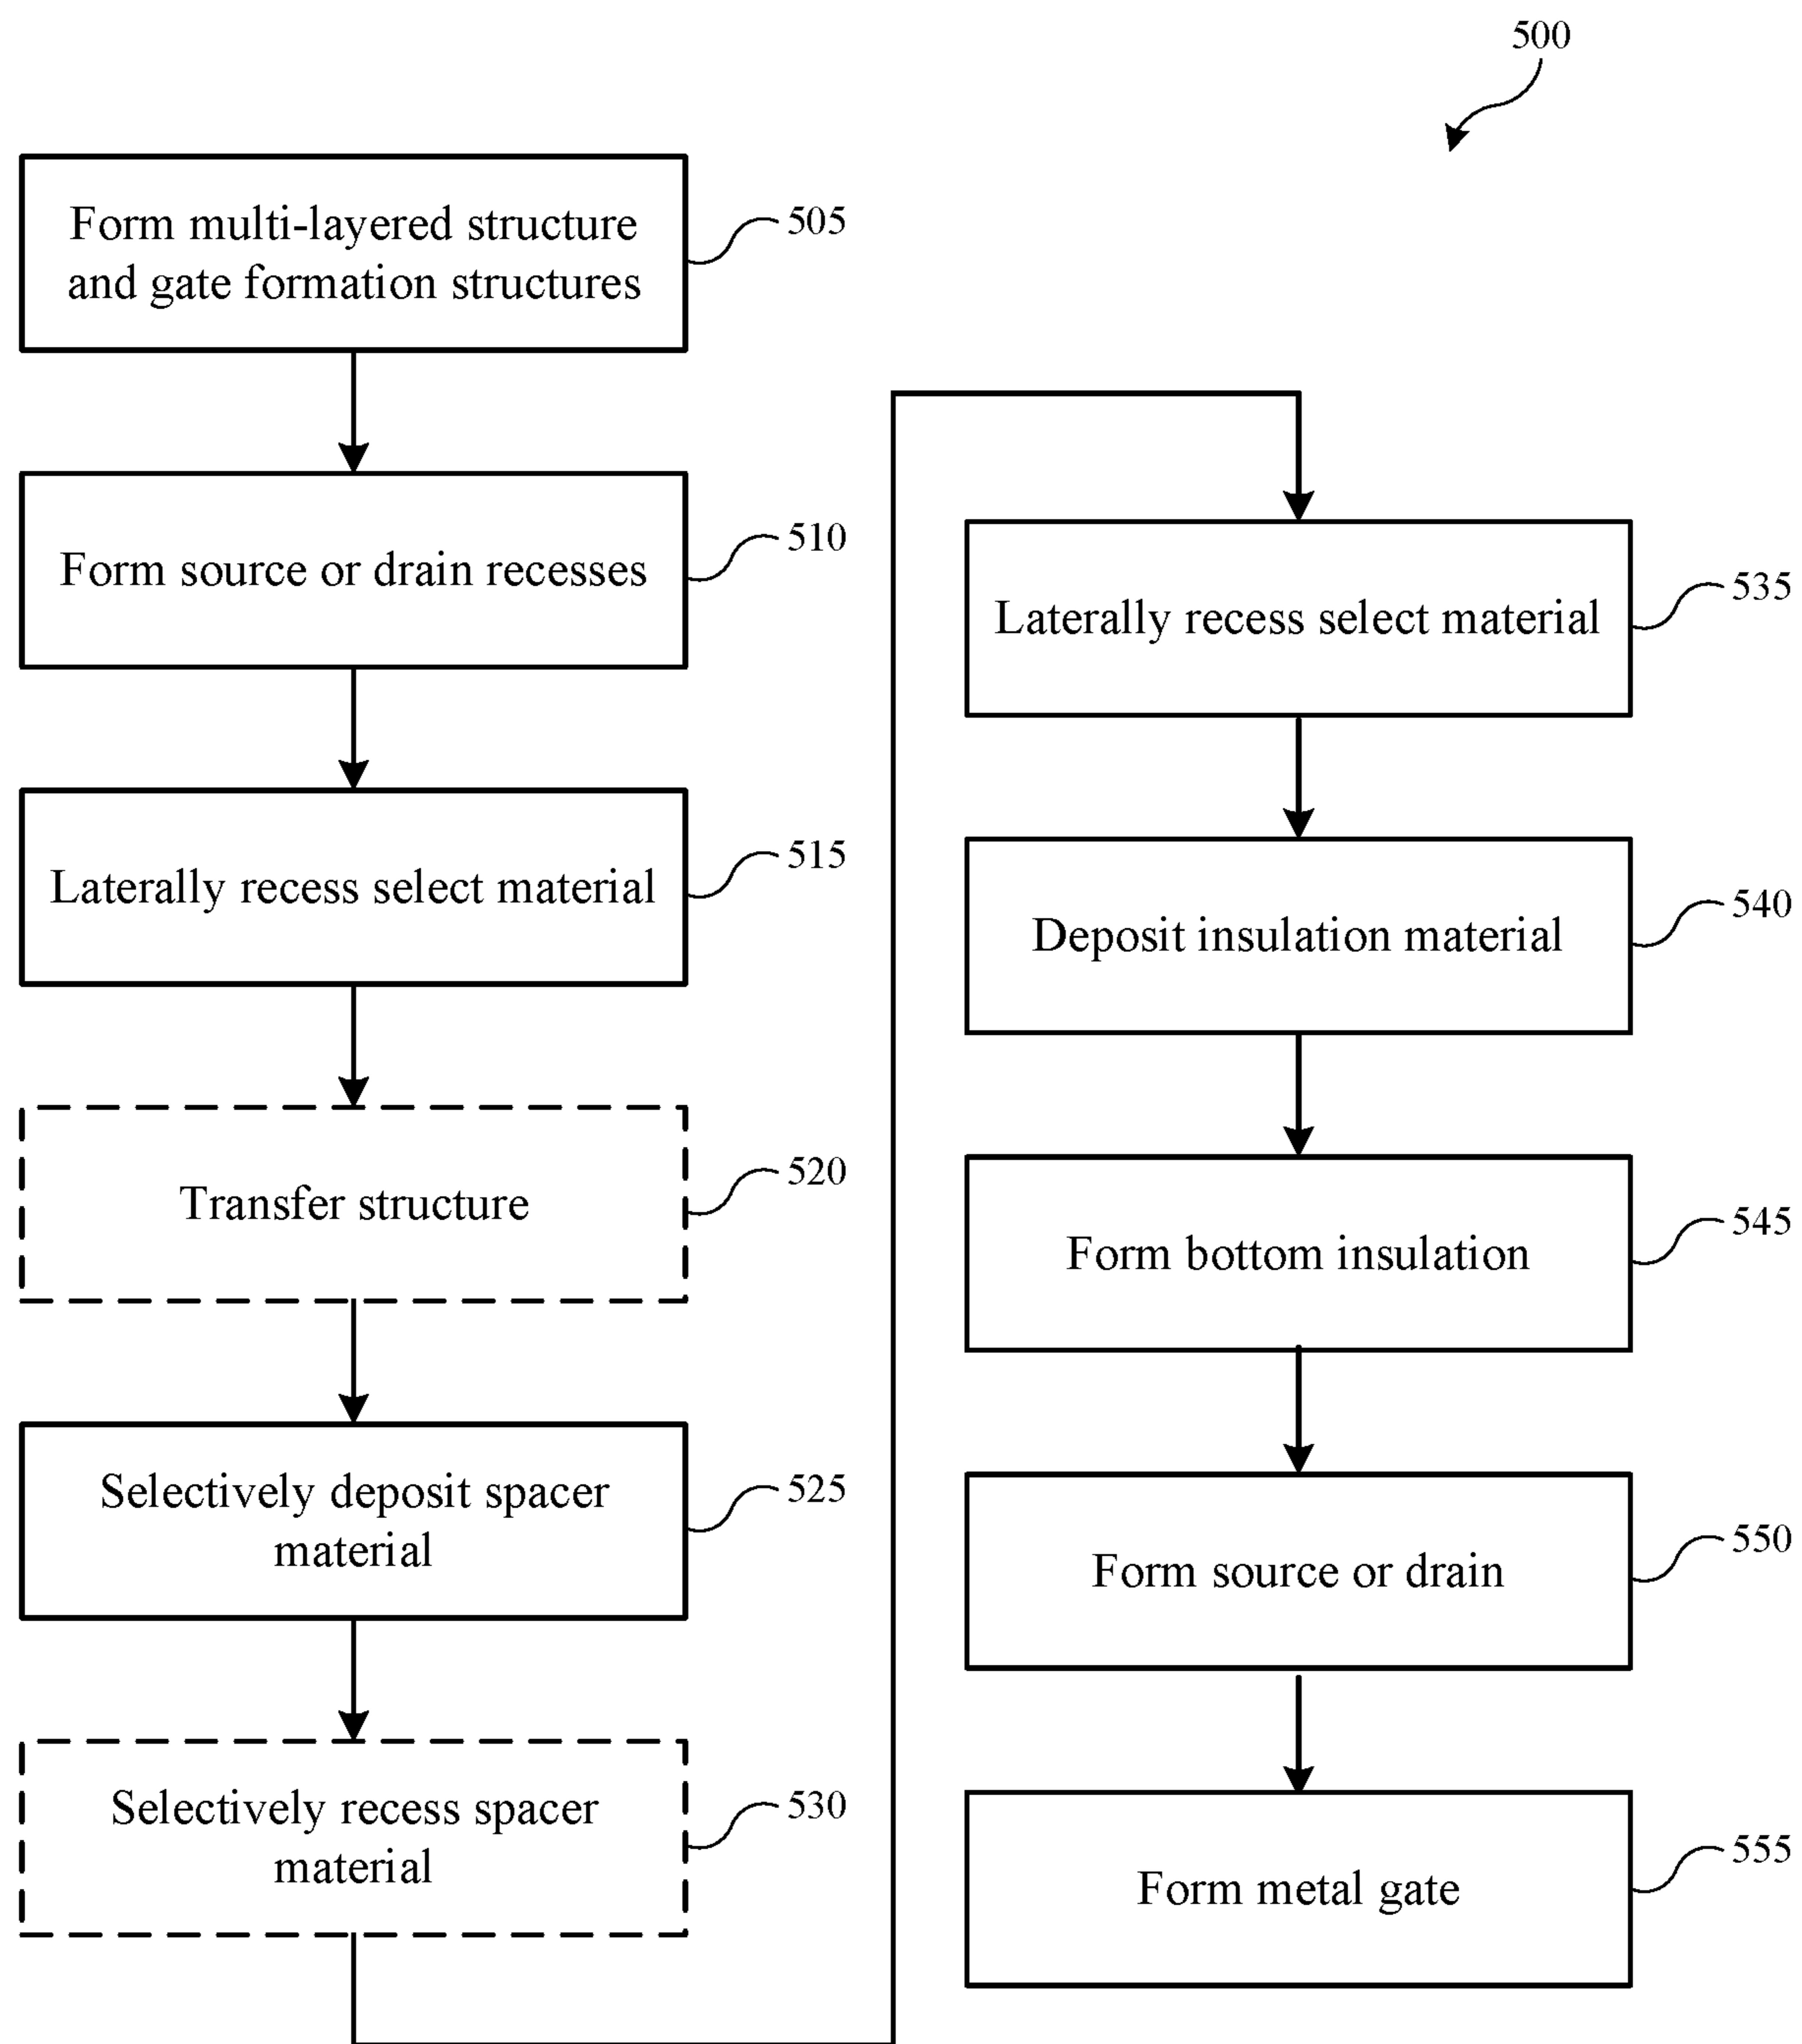 500
Form multi-layered structure
and gate formation structures
505
Form source or drain recesses
510
Laterally recess select material
515
Transfer structure
520
Selectively deposit spacer
material
525
Selectively recess spacer
material
530
Laterally recess select material
535
Deposit insulation material
540
Form bottom insulation
545
Form source or drain
550
Form metal gate
555